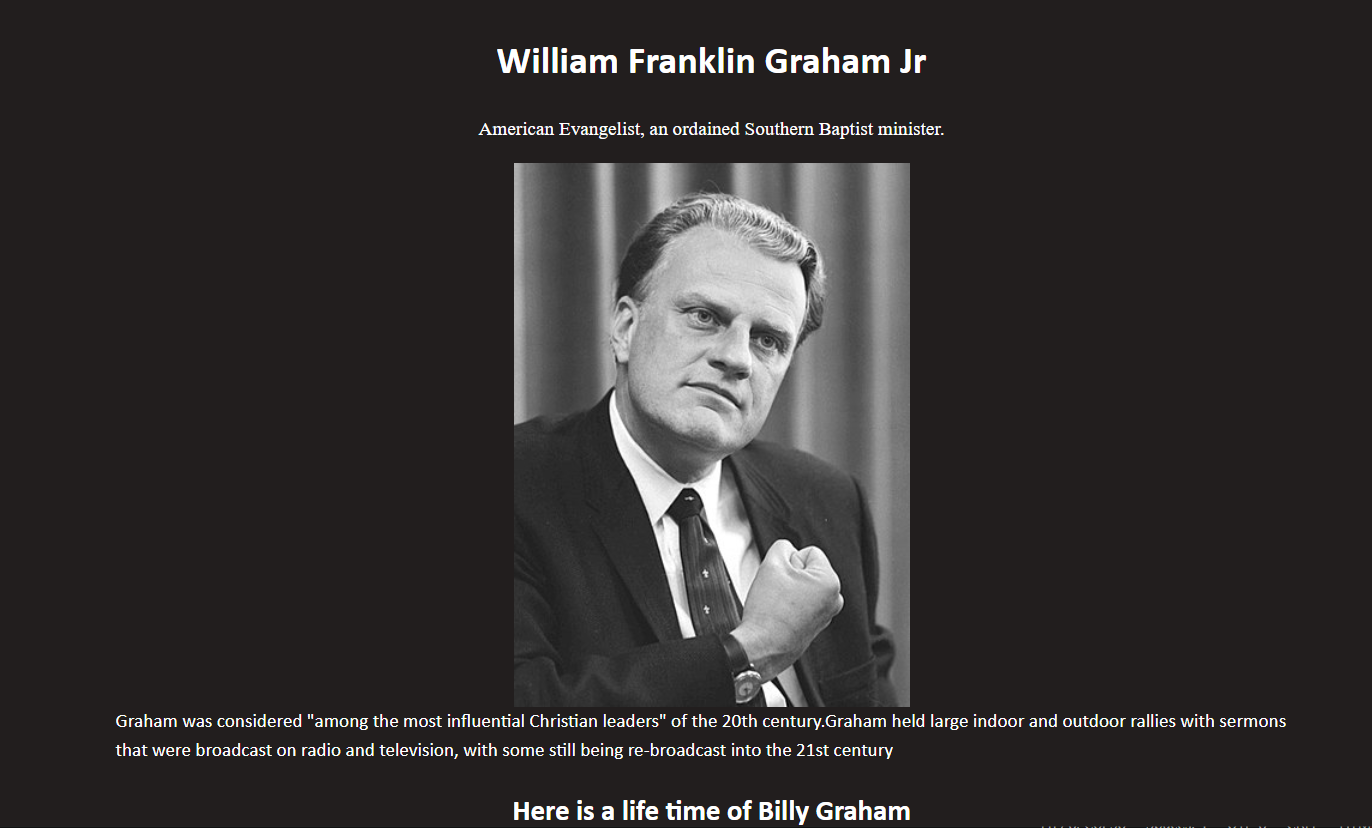 William Franklin Graham Jr
American Evangelist, an ordained Southern Baptist minister.
Graham was considered "among the most influential Christian leaders" of the 20th century.Graham held large indoor and outdoor rallies with sermons
that were broadcast on radio and television, with some still being re-broadcast into the 21st century
Here is a life time of Billy Graham